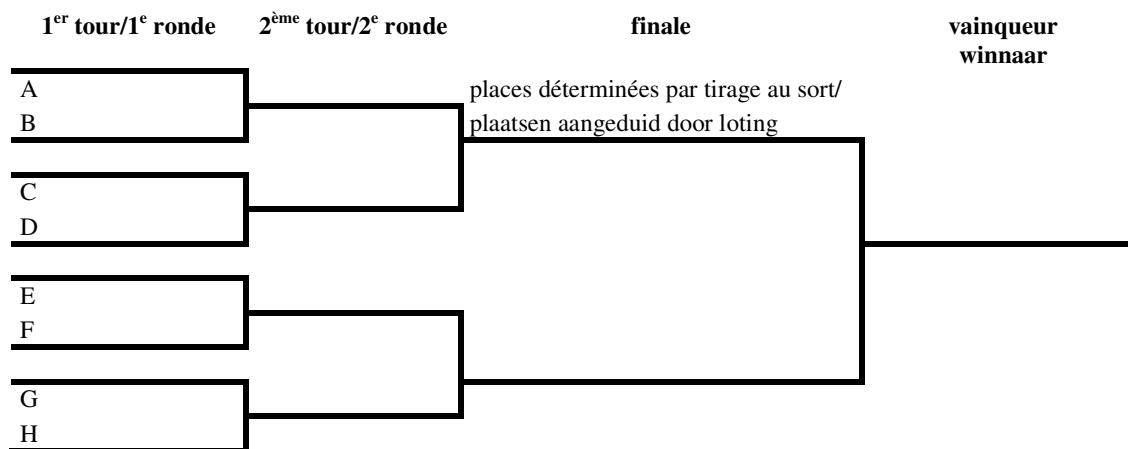 1er tour/1e ronde 2ème tour/2e ronde finale vainqueur
winnaar
A
places déterminées par tirage au sort/
B
plaatsen aangeduid door loting
C
D
E
F
G
H